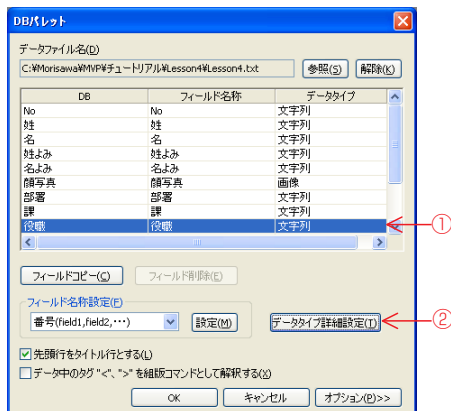 DBパレット
データファイル名(D)
C:¥Morisawa¥MVP¥チュートリアル¥Lesson4¥Lesson4.txt 参照(S) 解除(K)
DB フィールド名称 データタイプ
No No 文字列
姓 姓 文字列
名 名 文字列
姓よみ 姓よみ 文字列
名よみ 名よみ 文字列
顔写真 顔写真 画像
部署 部署 文字列
課 課 文字列
役職 役職 文字列 ①
フィールドコピー(C) フィールド削除(E)
フィールド名称設定(F)
番号(field1,field2,…) 設定(M) データタイプ詳細設定(T) ②
先頭行をタイトル行とする(L)
データ中のタグ"<"、">"を組版コマンドとして解釈する(X)
OK キャンセル オプション(P)>>